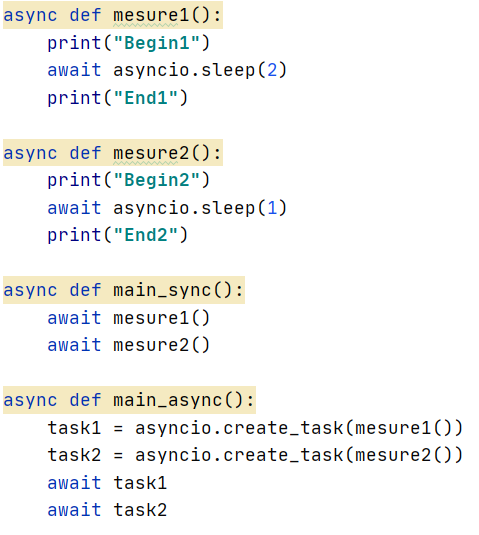 async def mesure1():
    print("Begin1")
    await asyncio.sleep(2)
    print("End1")

async def mesure2():
    print("Begin2")
    await asyncio.sleep(1)
    print("End2")

async def main_sync():
    await mesure1()
    await mesure2()

async def main_async():
    task1 = asyncio.create_task(mesure1())
    task2 = asyncio.create_task(mesure2())
    await task1
    await task2